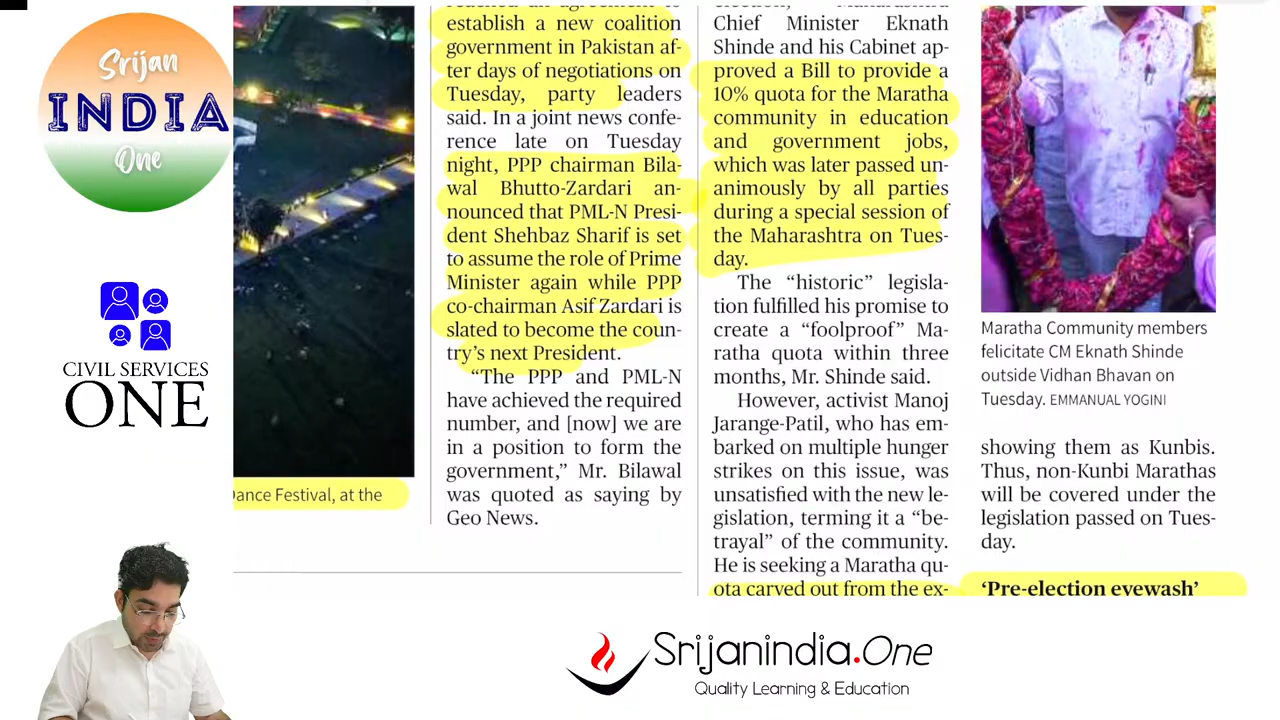 Srijan
INDIA
One
CIVIL SERVICES
ONE
Dance Festival, at the
reached an agreement to
establish a new coalition
government in Pakistan af-
ter days of negotiations on
Tuesday, party leaders
said. In a joint news confe-
rence late on Tuesday
night, PPP chairman Bila-
wal Bhutto-Zardari an-
nounced that PML-N Presi-
dent Shehbaz Sharif is set
to assume the role of Prime
Minister again while PPP
co-chairman Asif Zardari is
slated to become the coun-
try's next President.
“The PPP and PML-N
have achieved the required
number, and [now] we are
in a position to form the
government,” Mr. Bilawal
was quoted as saying by
Geo News.
election, Maharashtra
Chief Minister Eknath
Shinde and his Cabinet ap-
proved a Bill to provide a
10% quota for the Maratha
community in education
and government jobs,
which was later passed un-
animously by all parties
during a special session of
the Maharashtra on Tues-
day.
The “historic” legisla-
tion fulfilled his promise to
create a “foolproof” Ma-
ratha quota within three
months, Mr. Shinde said.
However, activist Manoj
Jarange-Patil, who has em-
barked on multiple hunger
strikes on this issue, was
unsatisfied with the new le-
gislation, terming it a “be-
trayal” of the community.
He is seeking a Maratha qu-
ota carved out from the ex-
Maratha Community members
felicitate CM Eknath Shinde
outside Vidhan Bhavan on
Tuesday. EMMANUAL YOGINI
showing them as Kunbis.
Thus, non-Kunbi Marathas
will be covered under the
legislation passed on Tues-
day.
‘Pre-election eyewash’
Srijanindia.One
Quality Learning & Education